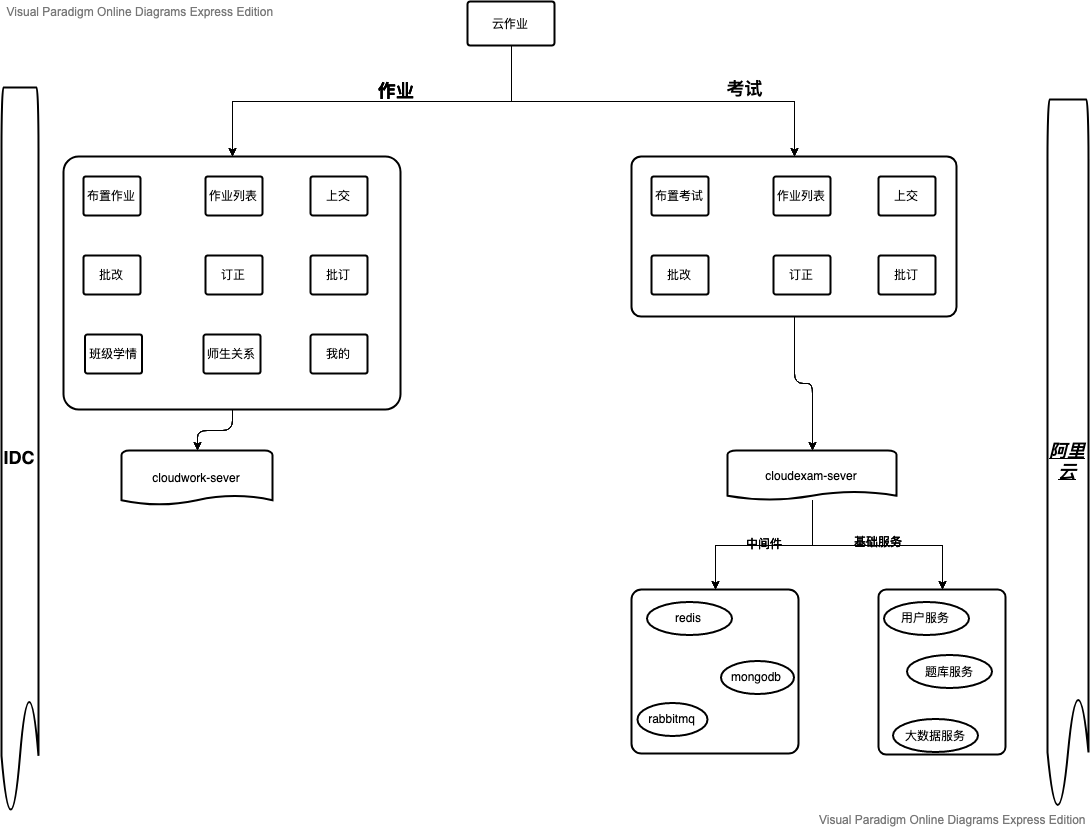 Visual Paradigm Online Diagrams Express Edition
云作业
作业
考试
布置作业
作业列表
上交
批改
订正
批订
班级学情
师生关系
我的
布置考试
作业列表
上交
批改
订正
批订
IDC
阿里
云
cloudwork-sever
cloudexam-sever
中间件
基础服务
redis
mongodb
rabbitmq
用户服务
题库服务
大数据服务
Visual Paradigm Online Diagrams Express Edition